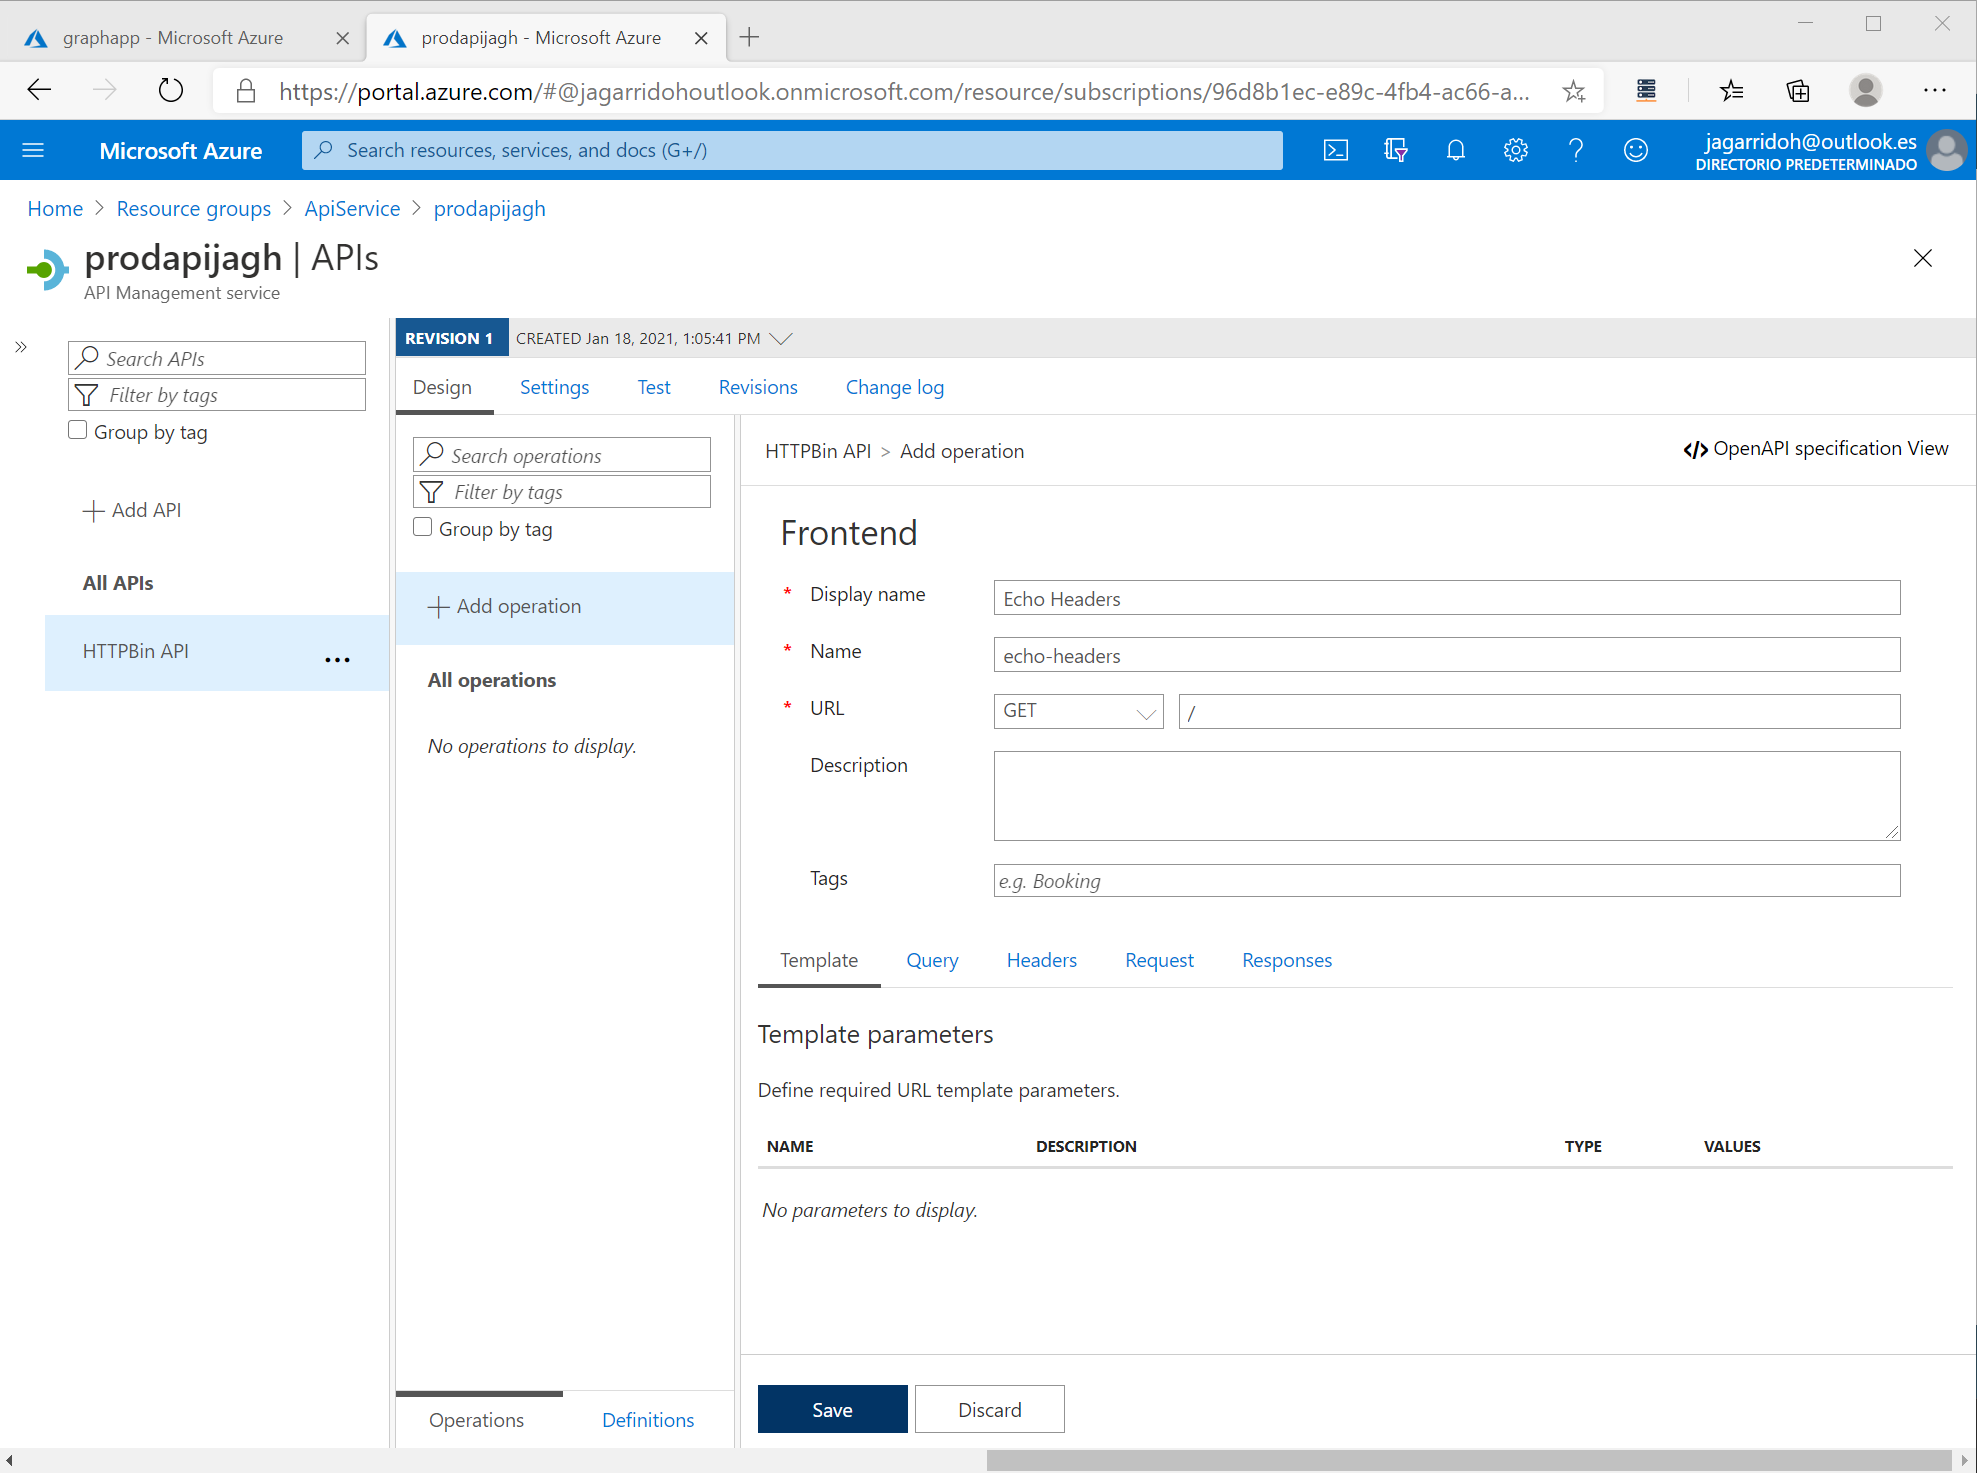 graphapp - Microsoft Azure
prodapijagh - Microsoft Azure
https://portal.azure.com/#@jagarridohoutlook.onmicrosoft.com/resource/subscriptions/96d8b1ec-e89c-4fb4-ac66-a...
Microsoft Azure
Search resources, services, and docs (G+/)
jagarridoh@outlook.es
DIRECTORIO PREDETERMINADO
Home > Resource groups > ApiService > prodapijagh
prodapijagh | APIs
API Management service
Search APIs
Filter by tags
Group by tag
Add API
All APIs
HTTPBin API
REVISION 1 CREATED Jan 18, 2021, 1:05:41 PM
Design Settings Test Revisions Change log
Search operations
Filter by tags
Group by tag
Add operation
All operations
No operations to display.
Operations Definitions
HTTPBin API > Add operation
</> OpenAPI specification View
Frontend
* Display name Echo Headers
* Name echo-headers
* URL GET /
Description
Tags e.g. Booking
Template Query Headers Request Responses
Template parameters
Define required URL template parameters.
NAME DESCRIPTION TYPE VALUES
No parameters to display.
Save Discard